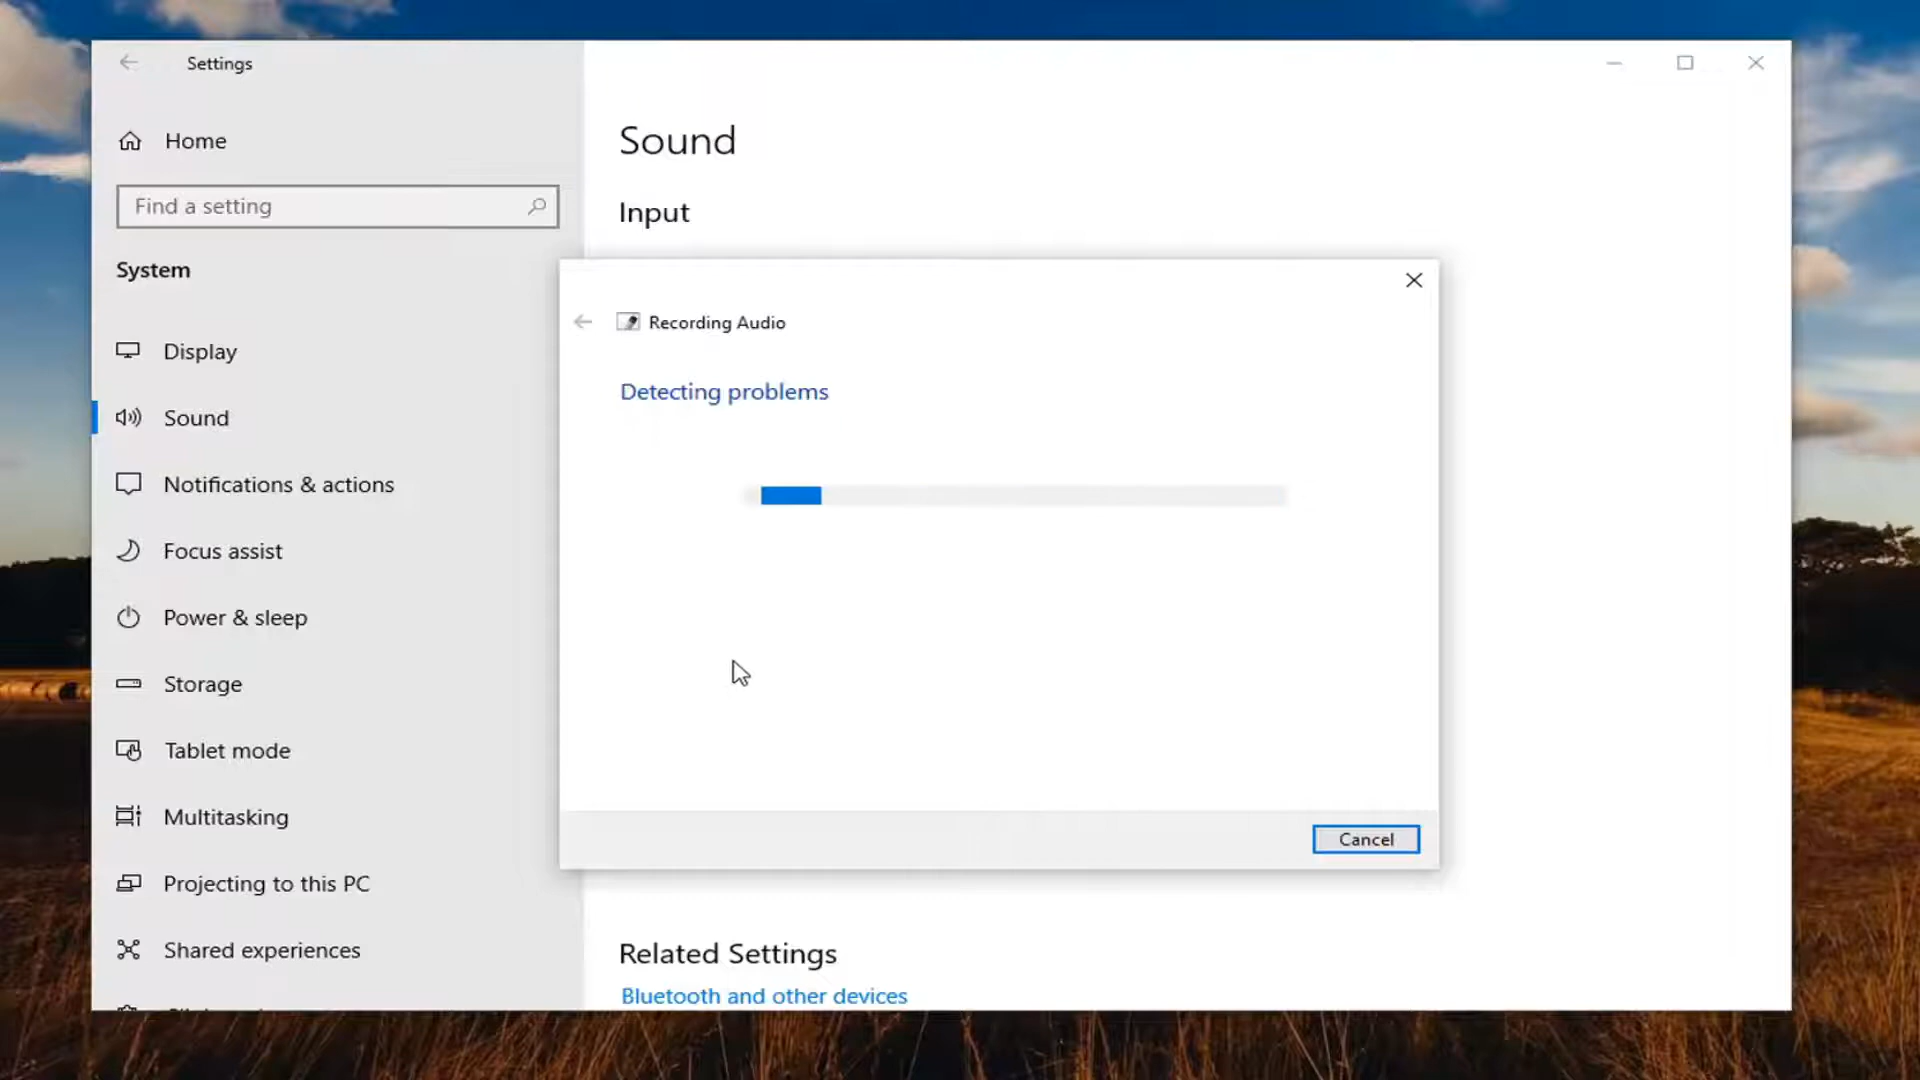 Settings
Home
Find a setting
System
Display
Sound
Notifications & actions
Focus assist
Power & sleep
Storage
Tablet mode
Multitasking
Projecting to this PC
Shared experiences
Sound
Input
Recording Audio
Detecting problems
Cancel
Related Settings
Bluetooth and other devices